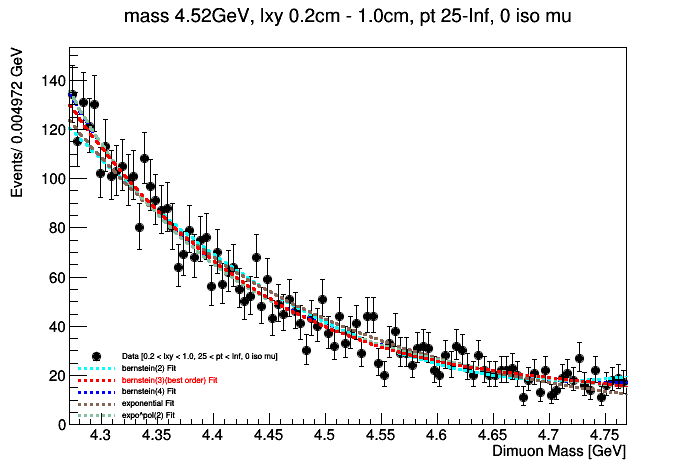 mass 4.52GeV, lxy 0.2cm - 1.0cm, pt 25-Inf, 0 iso mu
Events/ 0.004972 GeV
140
120
100
80
60
40
20
0
Data [0.2 < lxy < 1.0, 25 < pt < Inf, 0 iso mu]
bernstein(2) Fit
bernstein(3)(best order) Fit
bernstein(4) Fit
exponential Fit
expo*pol(2) Fit
4.3 4.35 4.4 4.45 4.5 4.55 4.6 4.65 4.7 4.75
Dimuon Mass [GeV]